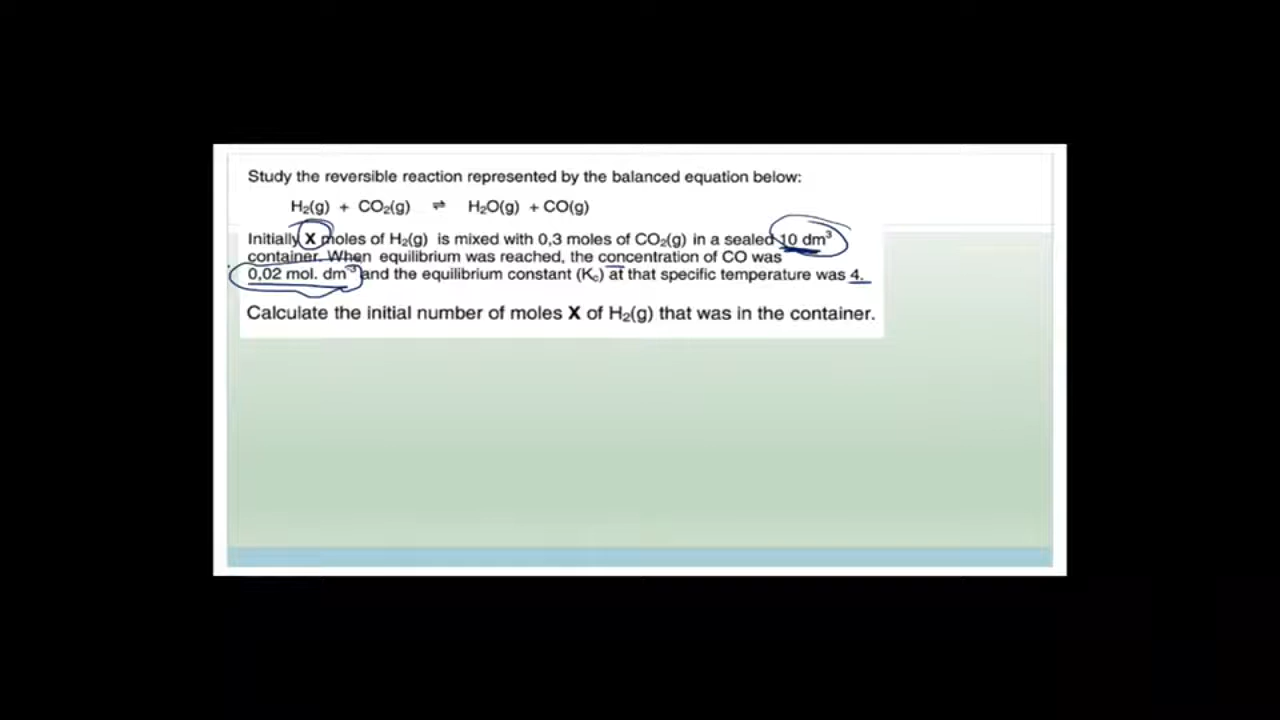 Study the reversible reaction represented by the balanced equation below:
H₂(g) + CO₂(g) ⇌ H₂O(g) + CO(g)
Initially X moles of H₂(g) is mixed with 0,3 moles of CO₂(g) in a sealed 10 dm³
container. When equilibrium was reached, the concentration of CO was
0,02 mol. dm⁻³ and the equilibrium constant (K꜀) at that specific temperature was 4.
Calculate the initial number of moles X of H₂(g) that was in the container.